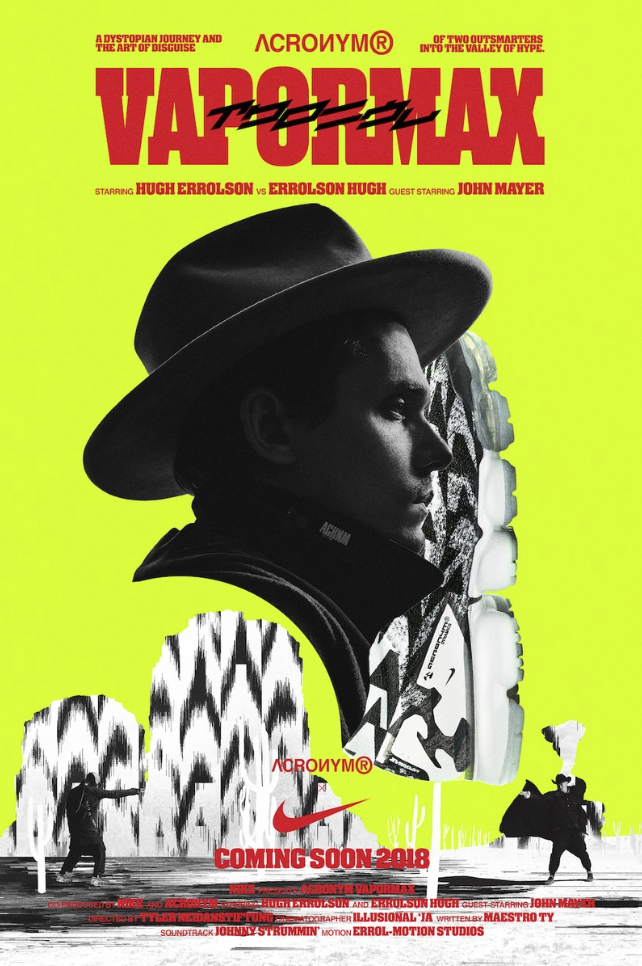 A DYSTOPIAN JOURNEY AND
THE ART OF DISGUISE
ACRONYM®
OF TWO OUTSMARTERS
INTO THE VALLEY OF HYPE.
VAPORMAX
STARRING HUGH ERROLSON VS ERROLSON HUGH GUEST STARRING JOHN MAYER
ACRNM
ACRONYM®
COMING SOON 2018
NIKE PRESENTS ACRONYM VAPORMAX
CO-PRODUCED BY NIKE AND ACRONYM STARRING HUGH ERROLSON AND ERROLSON HUGH GUEST-STARRING JOHN MAYER
DIRECTED BY TYLER NEIDANSTIFTUNG CINEMATOGRAPHER ILLUSIONAL 'JA WRITTEN BY MAESTRO TY
SOUNDTRACK JOHNNY STRUMMIN' MOTION ERROL-MOTION STUDIOS